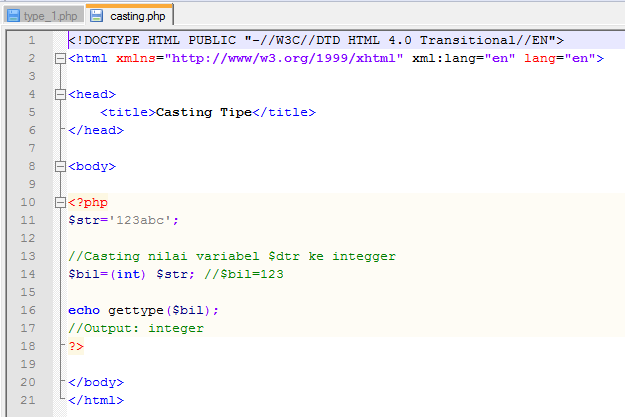 type_1.php casting.php
1 <!DOCTYPE HTML PUBLIC "-//W3C//DTD HTML 4.0 Transitional//EN">
2 <html xmlns="http://www/w3.org/1999/xhtml" xml:lang="en" lang="en">
3
4 <head>
5 <title>Casting Tipe</title>
6 </head>
7
8 <body>
9
10 <?php
11 $str='123abc';
12
13 //Casting nilai variabel $dtr ke integger
14 $bil=(int) $str; //$bil=123
15
16 echo gettype($bil);
17 //Output: integer
18 ?>
19
20 </body>
21 </html>